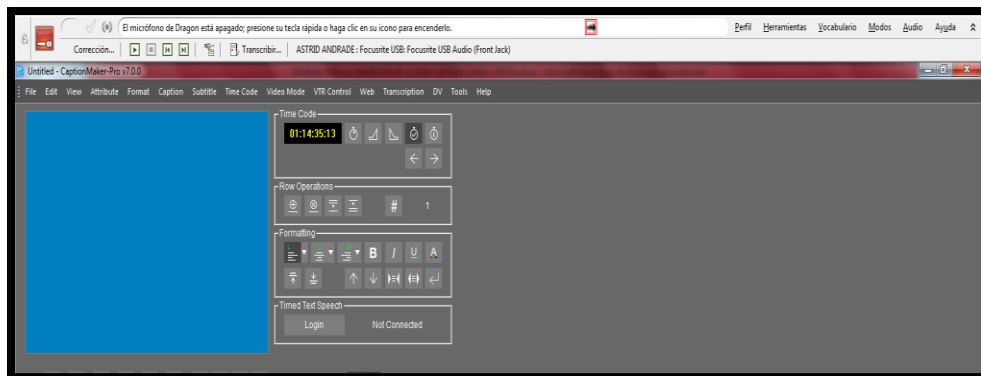 El micrófono de Dragon está apagado; presione su tecla rápida o haga clic en su icono para encenderlo. Perfil Herramientas Vocabulario Modos Audio Ayuda
Corrección... Transcribir... ASTRID ANDRADE : Focusrite USB: Focusrite USB Audio (Front Jack)
Untitled - CaptionMaker-Pro v7.0.0
File Edit View Attribute Format Caption Subtitle Time Code Video Mode VTR Control Web Transcription DV Tools Help
Time Code
01:14:35:13
Row Operations
# 1
Formatting
B I U A
Timed Text Speech
Login Not Connected